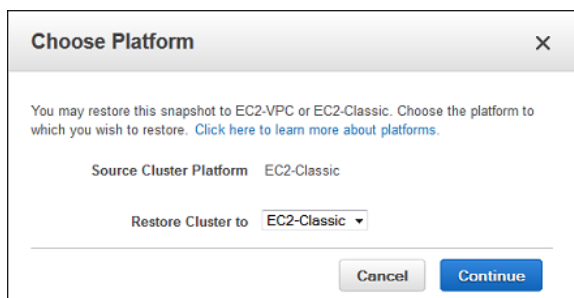 Choose Platform
You may restore this snapshot to EC2-VPC or EC2-Classic. Choose the platform to
which you wish to restore. Click here to learn more about platforms.
Source Cluster Platform EC2-Classic
Restore Cluster to EC2-Classic
Cancel Continue